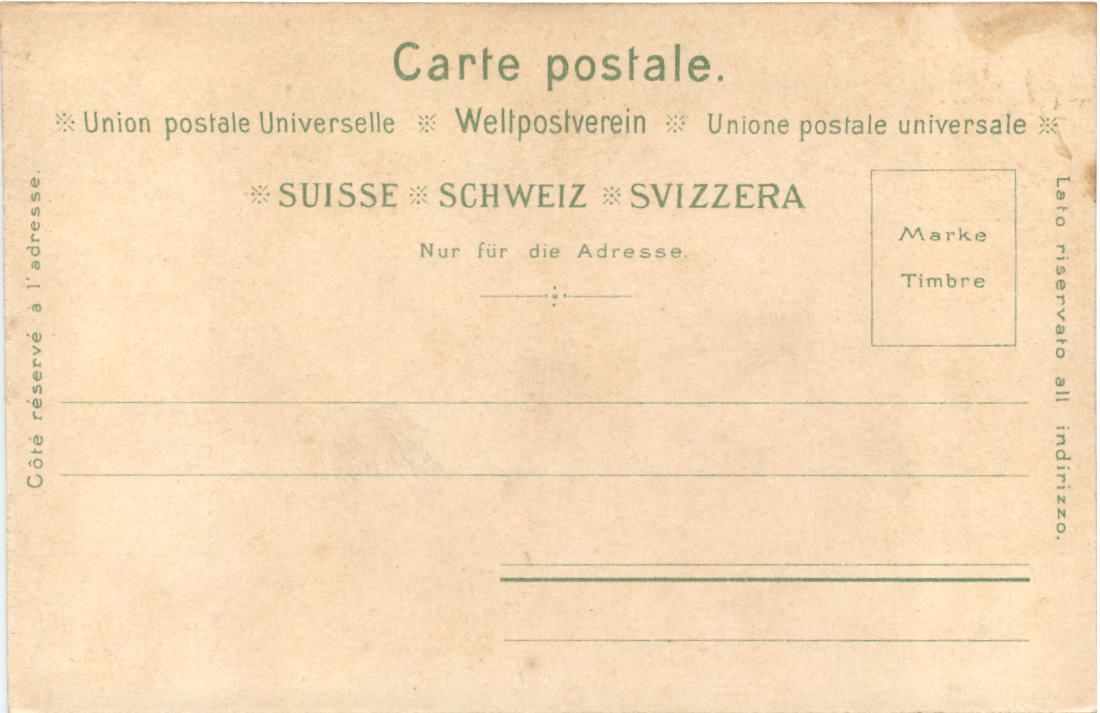 Carte postale.
Union postale Universelle ※ Weltpostverein ※ Unione postale universale
SUISSE ※ SCHWEIZ ※ SVIZZERA
Nur für die Adresse.
Marke
Timbre
Côté réservé à l'adresse.
Lato riservato all indirizzo.